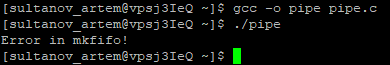 [sultanov_artem@vpsj3IeQ ~]$ gcc -o pipe pipe.c
[sultanov_artem@vpsj3IeQ ~]$ ./pipe
Error in mkfifo!
[sultanov_artem@vpsj3IeQ ~]$